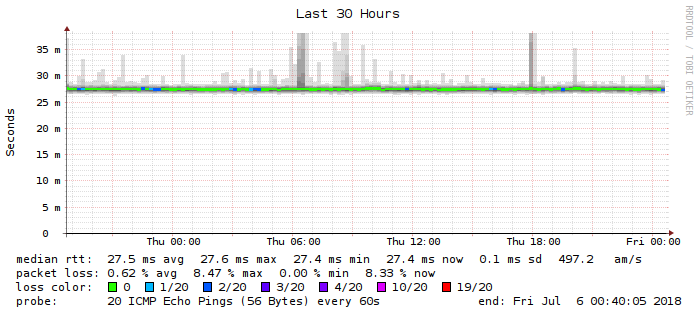 Last 30 Hours
RRDTOOL / TOBI OETIKER
Seconds
35 m
30 m
25 m
20 m
15 m
10 m
5 m
0
Thu 00:00 Thu 06:00 Thu 12:00 Thu 18:00 Fri 00:00
median rtt: 27.5 ms avg 27.6 ms max 27.4 ms min 27.4 ms now 0.1 ms sd 497.2 am/s
packet loss: 0.62 % avg 8.47 % max 0.00 % min 8.33 % now
loss color: 0 1/20 2/20 3/20 4/20 10/20 19/20
probe: 20 ICMP Echo Pings (56 Bytes) every 60s end: Fri Jul 6 00:40:05 2018